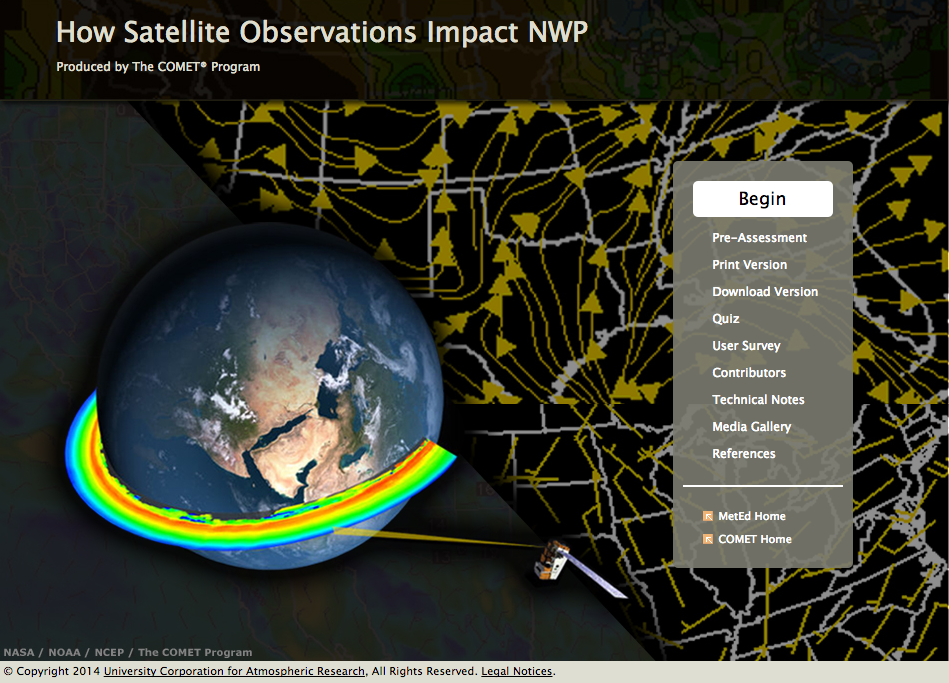 How Satellite Observations Impact NWP
Produced by The COMET® Program
Begin
Pre-Assessment
Print Version
Download Version
Quiz
User Survey
Contributors
Technical Notes
Media Gallery
References
MetEd Home
COMET Home
NASA / NOAA / NCEP / The COMET Program
© Copyright 2014 University Corporation for Atmospheric Research, All Rights Reserved. Legal Notices.